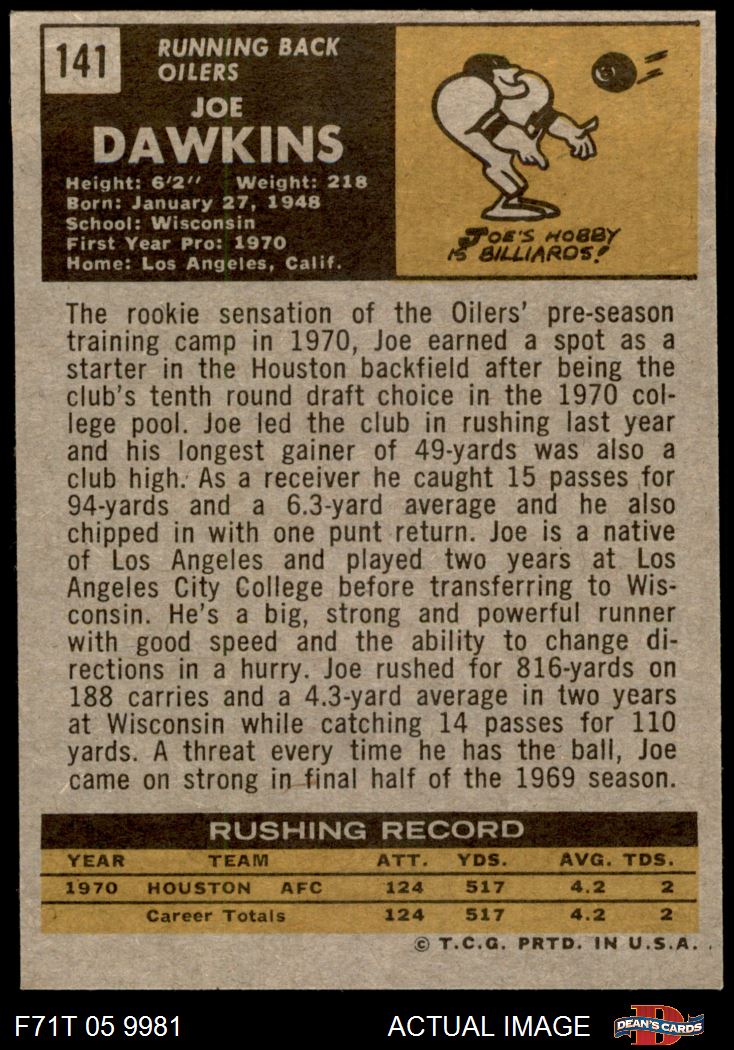 141
RUNNING BACK
OILERS
JOE
DAWKINS
Height: 6'2" Weight: 218
Born: January 27, 1948
School: Wisconsin
First Year Pro: 1970
Home: Los Angeles, Calif.
JOE'S HOBBY
IS BILLIARDS!
The rookie sensation of the Oilers' pre-season
training camp in 1970, Joe earned a spot as a
starter in the Houston backfield after being the
club's tenth round draft choice in the 1970 col-
lege pool. Joe led the club in rushing last year
and his longest gainer of 49-yards was also a
club high. As a receiver he caught 15 passes for
94-yards and a 6.3-yard average and he also
chipped in with one punt return. Joe is a native
of Los Angeles and played two years at Los
Angeles City College before transferring to Wis-
consin. He's a big, strong and powerful runner
with good speed and the ability to change di-
rections in a hurry. Joe rushed for 816-yards on
188 carries and a 4.3-yard average in two years
at Wisconsin while catching 14 passes for 110
yards. A threat every time he has the ball, Joe
came on strong in final half of the 1969 season.
RUSHING RECORD
YEAR TEAM ATT. YDS. AVG. TDS.
1970 HOUSTON AFC 124 517 4.2 2
Career Totals 124 517 4.2 2
© T.C.G. PRTD. IN U.S.A.
F71T 05 9981 ACTUAL IMAGE D DEAN'S CARDS